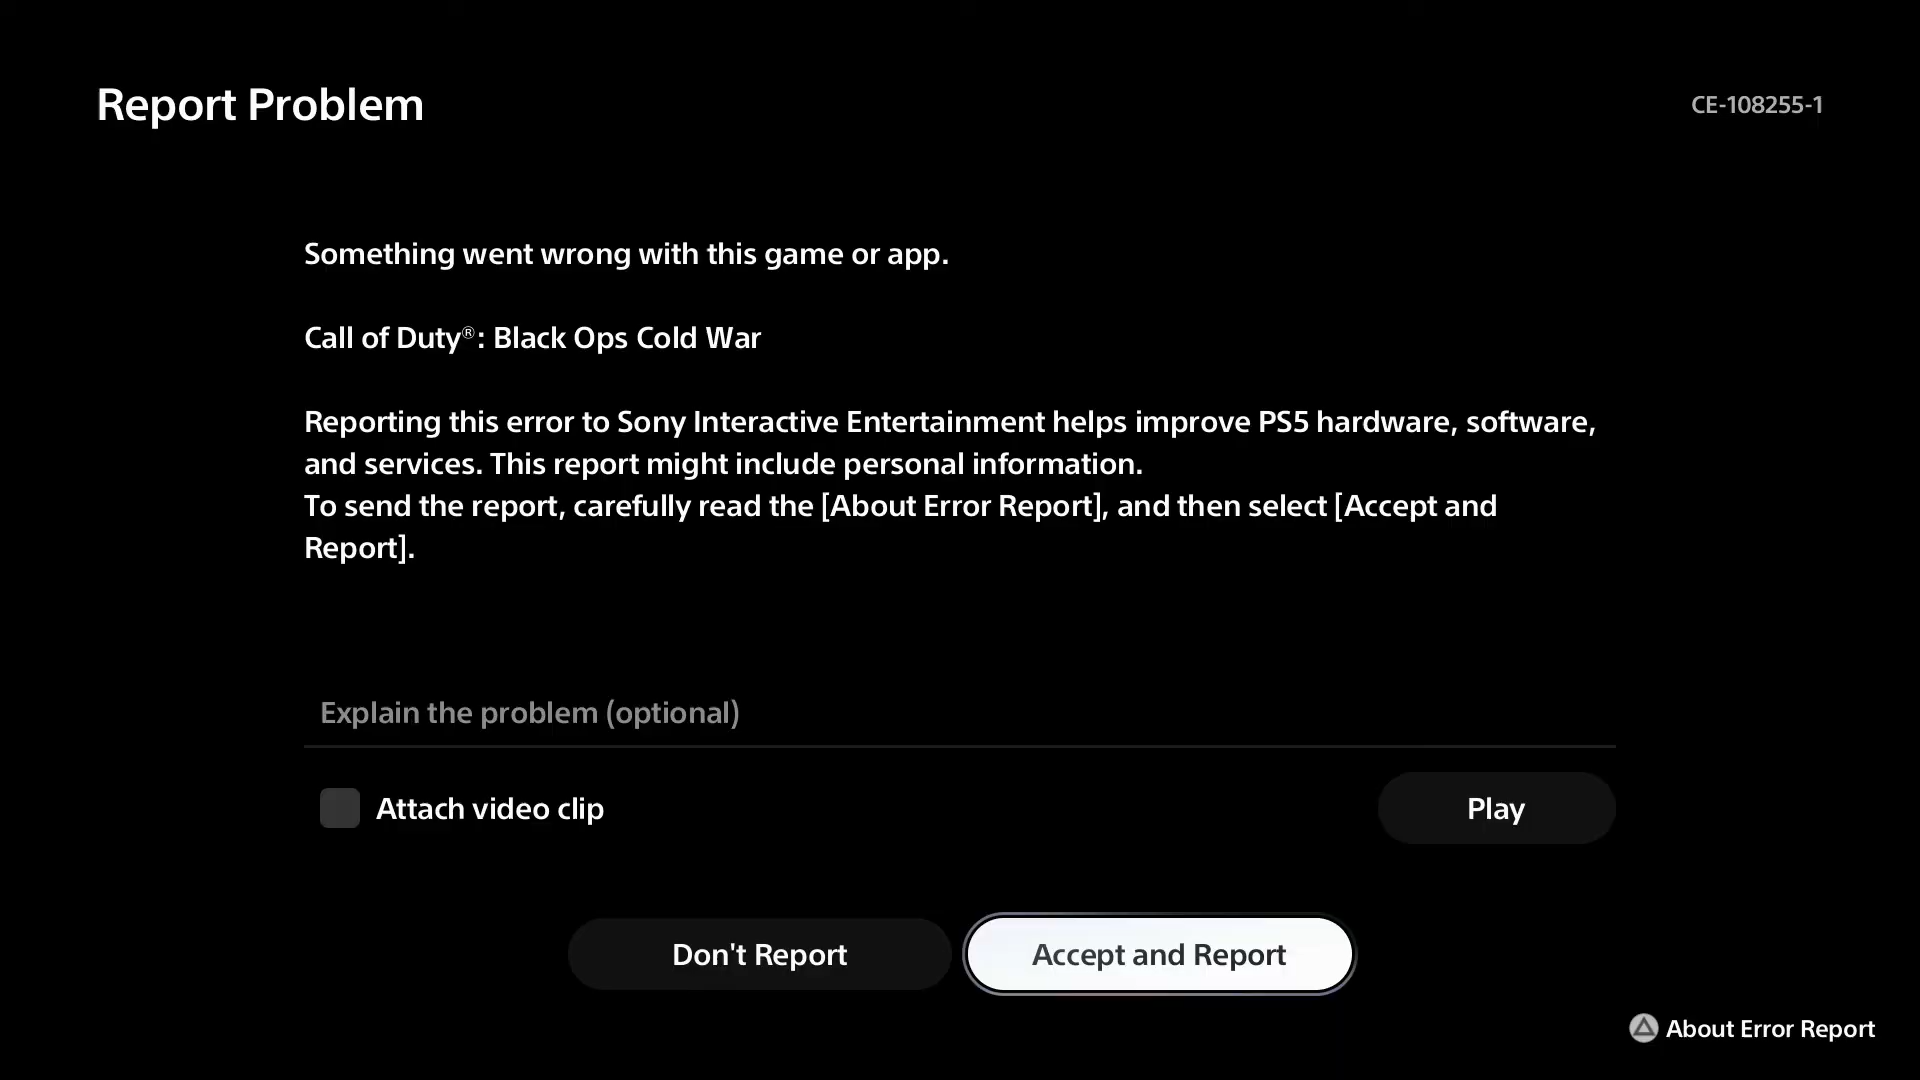 Report Problem
CE-108255-1
Something went wrong with this game or app.
Call of Duty®: Black Ops Cold War
Reporting this error to Sony Interactive Entertainment helps improve PS5 hardware, software,
and services. This report might include personal information.
To send the report, carefully read the [About Error Report], and then select [Accept and
Report].
Explain the problem (optional)
Attach video clip
Play
Don't Report
Accept and Report
About Error Report